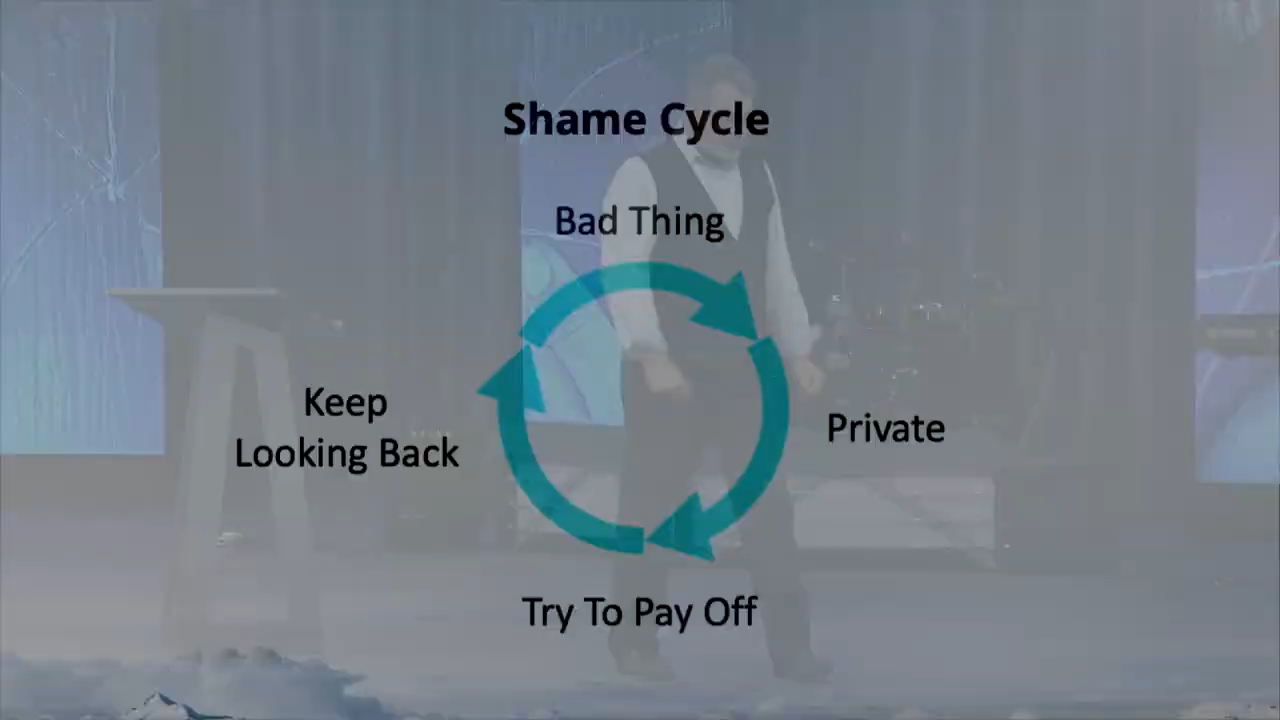 Shame Cycle
Bad Thing
Private
Try To Pay Off
Keep
Looking Back